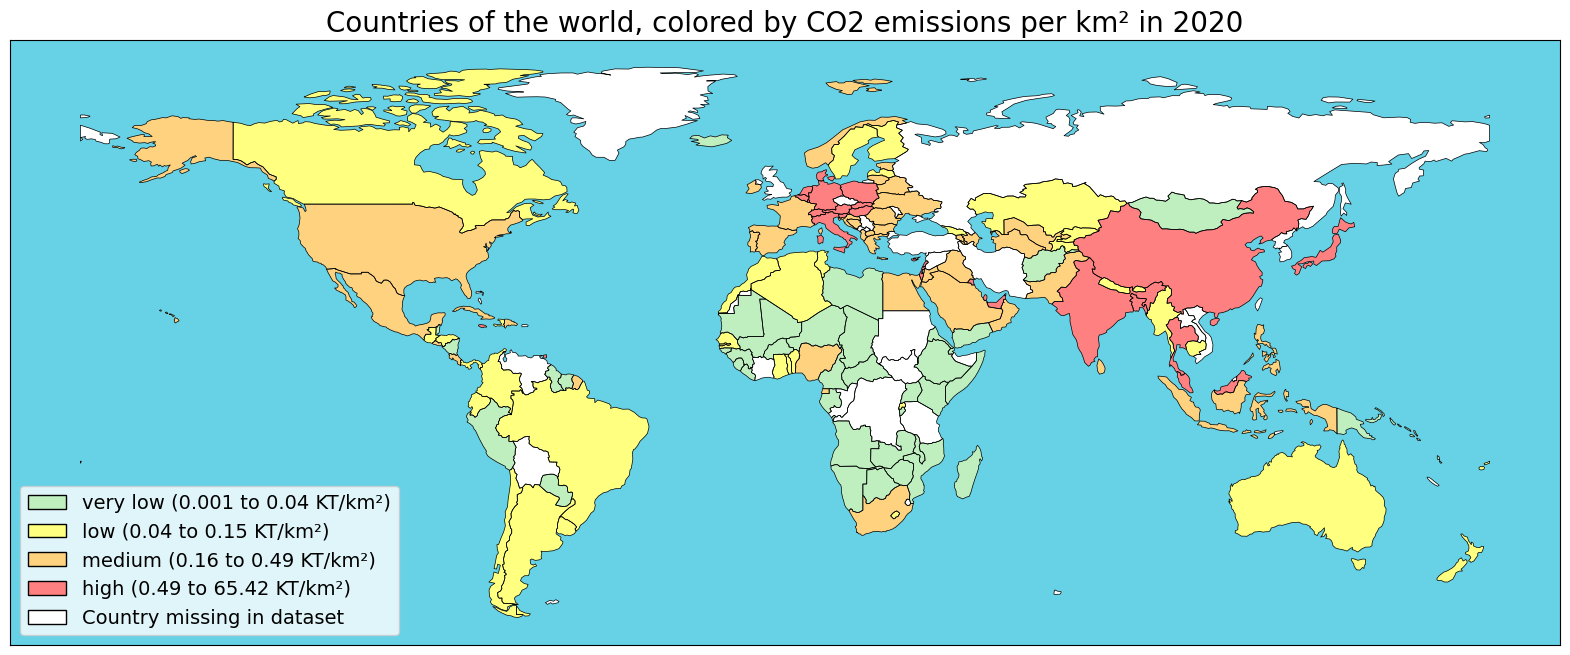 Countries of the world, colored by CO2 emissions per km² in 2020
very low (0.001 to 0.04 KT/km²)
low (0.04 to 0.15 KT/km²)
medium (0.16 to 0.49 KT/km²)
high (0.49 to 65.42 KT/km²)
Country missing in dataset